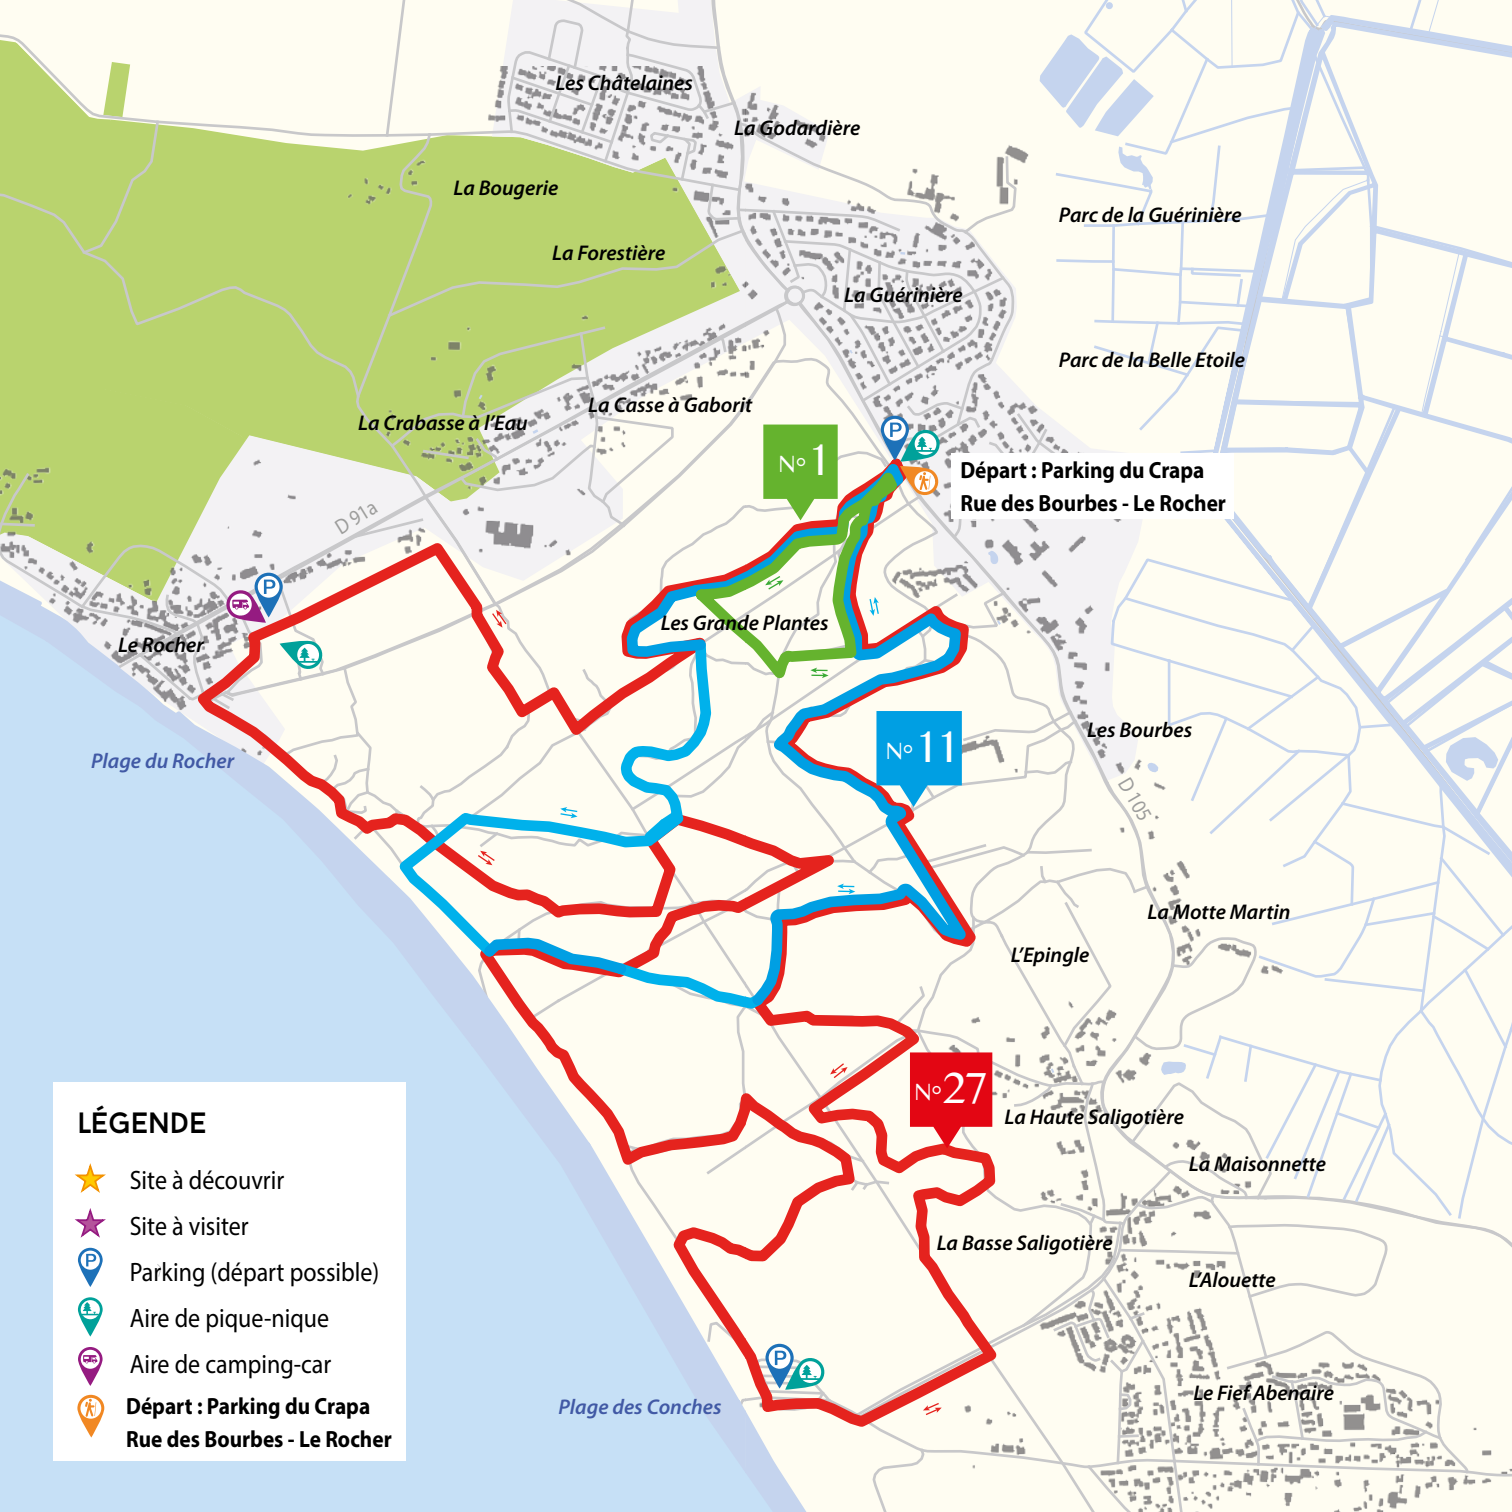 Les Châtelaines
La Godardière
La Bougerie
Parc de la Guérinière
La Forestière
La Guérinière
Parc de la Belle Etoile
La Casse à Gaborit
La Crabasse à l'Eau
N° 1
Départ : Parking du Crapa
Rue des Bourbes - Le Rocher
D 91a
P
P
Les Grande Plantes
Le Rocher
Les Bourbes
N° 11
Plage du Rocher
D 105
La Motte Martin
L'Epingle
N° 27
La Haute Saligotière
La Maisonnette
La Basse Saligotière
L'Alouette
P
Le Fief Abenaire
Plage des Conches
LÉGENDE
Site à découvrir
Site à visiter
P
Parking (départ possible)
Aire de pique-nique
Aire de camping-car
Départ : Parking du Crapa
Rue des Bourbes - Le Rocher